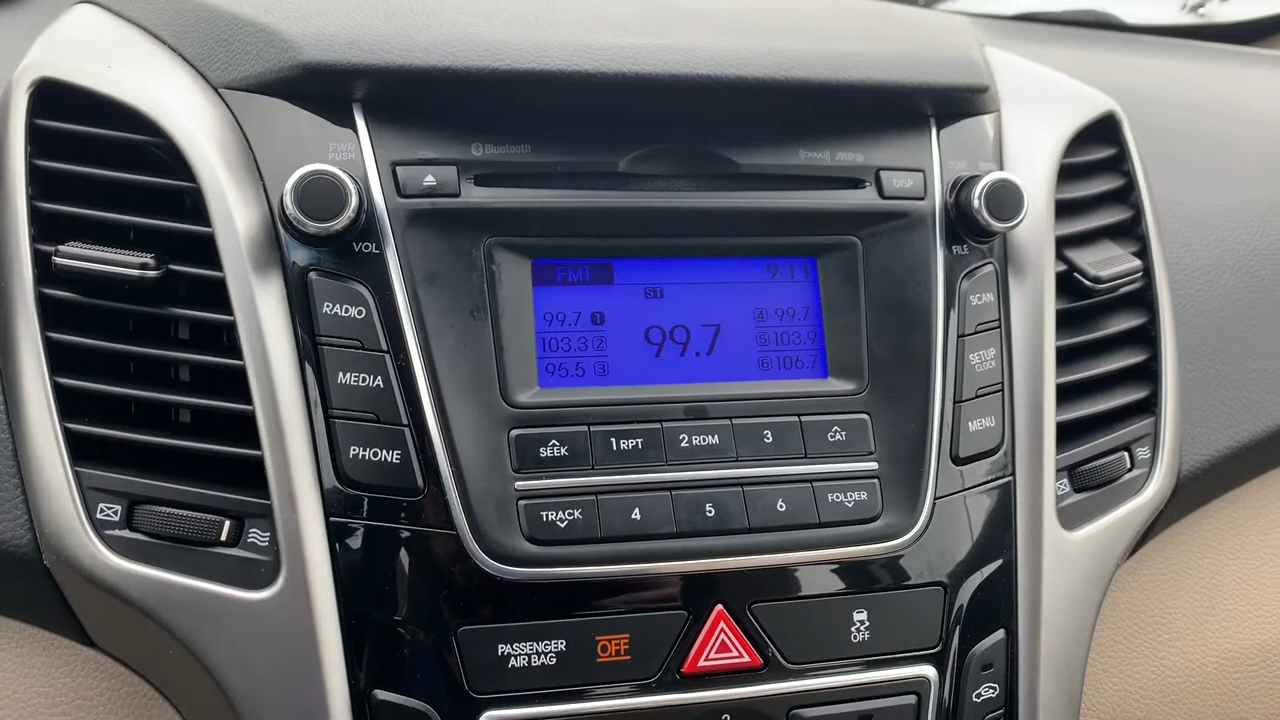 PWR
PUSH
Bluetooth
((XM)) MP3
DISP
VOL
FILE
RADIO
MEDIA
PHONE
FM1
9:11
ST
99.7 1
103.3 2
95.5 3
99.7
4 99.7
5 103.9
6 106.7
SCAN
SETUP
CLOCK
MENU
SEEK
1 RPT
2 RDM
3
CAT
TRACK
4
5
6
FOLDER
PASSENGER
AIR BAG
OFF
OFF